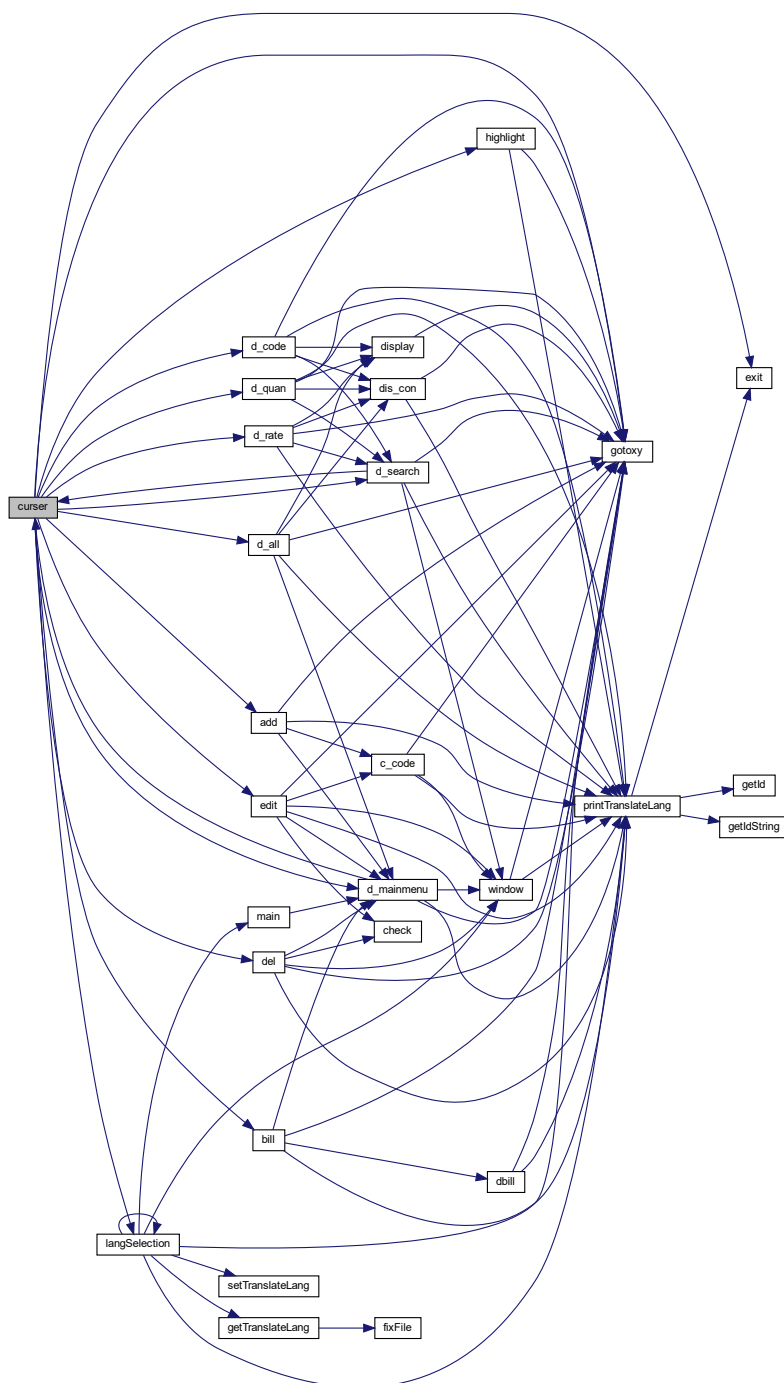 highlight
d_code
display
exit
d_quan
dis_con
d_rate
gotoxy
d_search
curser
d_all
add
c_code
getId
edit
printTranslateLang
getIdString
d_mainmenu
window
main
check
del
bill
dbill
langSelection
setTranslateLang
getTranslateLang
fixFile